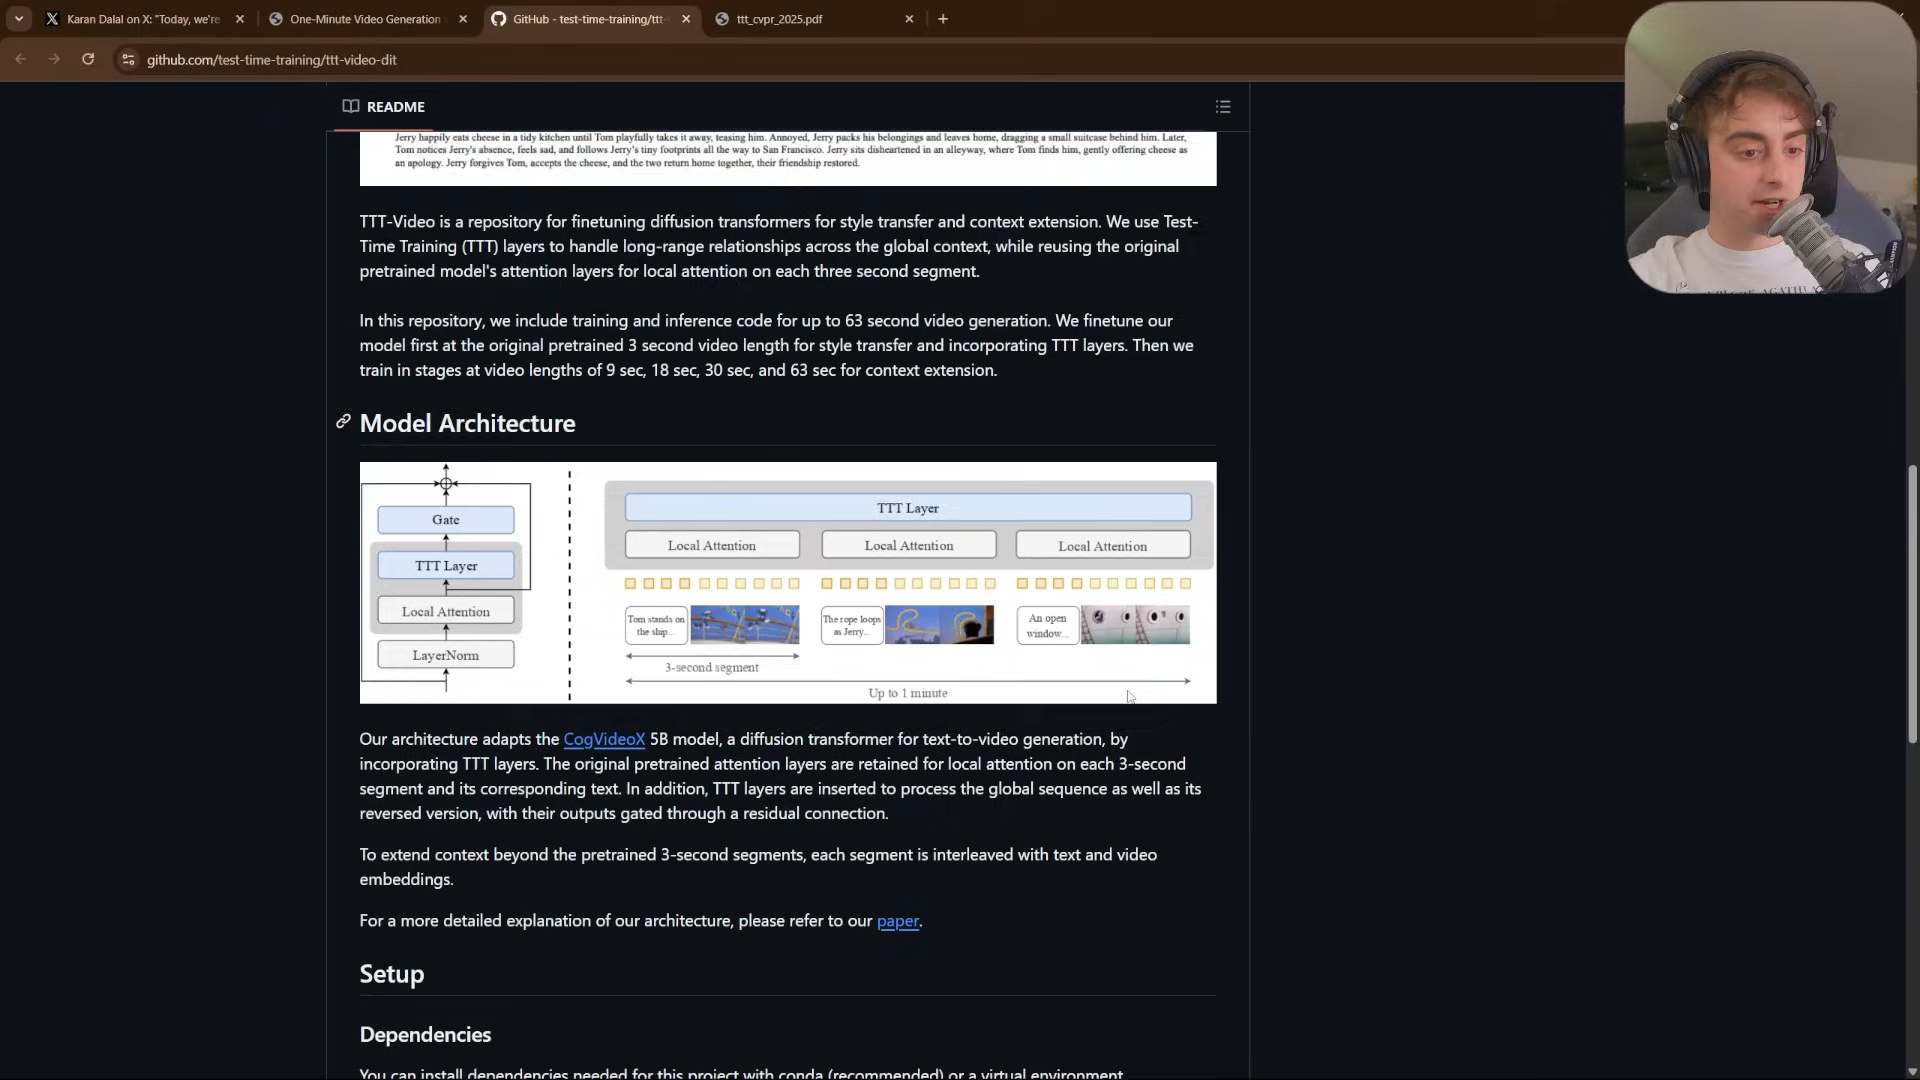 Karan Dalal on X: "Today, we're
One-Minute Video Generation
GitHub - test-time-training/ttt-
ttt_cvpr_2025.pdf
github.com/test-time-training/ttt-video-dit
README
Jerry happily eats cheese in a tidy kitchen until Tom playfully takes it away, teasing him. Annoyed, Jerry packs his belongings and leaves home, dragging a small suitcase behind him. Later,
Tom notices Jerry's absence, feels sad, and follows Jerry's tiny footprints all the way to San Francisco. Jerry sits disheartened in an alleyway, where Tom finds him, gently offering cheese as
an apology. Jerry forgives Tom, accepts the cheese, and the two return home together, their friendship restored.
TTT-Video is a repository for finetuning diffusion transformers for style transfer and context extension. We use Test-
Time Training (TTT) layers to handle long-range relationships across the global context, while reusing the original
pretrained model's attention layers for local attention on each three second segment.
In this repository, we include training and inference code for up to 63 second video generation. We finetune our
model first at the original pretrained 3 second video length for style transfer and incorporating TTT layers. Then we
train in stages at video lengths of 9 sec, 18 sec, 30 sec, and 63 sec for context extension.
Model Architecture
Gate
TTT Layer
Local Attention
LayerNorm
TTT Layer
Local Attention
Local Attention
Local Attention
Tom stands on
the ship...
The rope loops
as Jerry...
An open
window...
3-second segment
Up to 1 minute
Our architecture adapts the CogVideoX 5B model, a diffusion transformer for text-to-video generation, by
incorporating TTT layers. The original pretrained attention layers are retained for local attention on each 3-second
segment and its corresponding text. In addition, TTT layers are inserted to process the global sequence as well as its
reversed version, with their outputs gated through a residual connection.
To extend context beyond the pretrained 3-second segments, each segment is interleaved with text and video
embeddings.
For a more detailed explanation of our architecture, please refer to our paper.
Setup
Dependencies
You can install dependencies needed for this project with conda (recommended) or a virtual environment